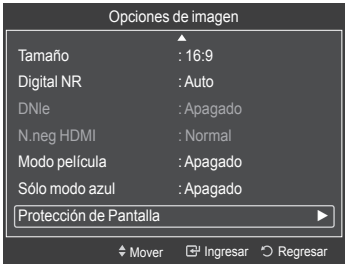 Opciones de imagen
Tamaño : 16:9
Digital NR : Auto
DNIe : Apagado
N.neg HDMI : Normal
Modo película : Apagado
Sólo modo azul : Apagado
Protección de Pantalla
Mover Ingresar Regresar